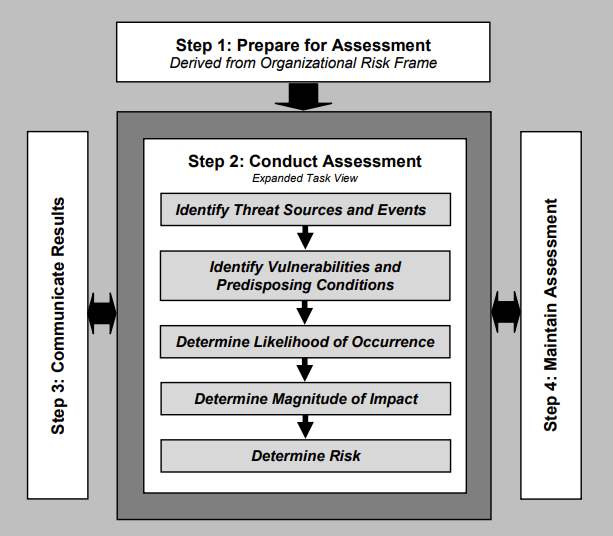 Step 1: Prepare for Assessment
Derived from Organizational Risk Frame
Step 3: Communicate Results
Step 2: Conduct Assessment
Expanded Task View
Identify Threat Sources and Events
Identify Vulnerabilities and
Predisposing Conditions
Determine Likelihood of Occurrence
Determine Magnitude of Impact
Determine Risk
Step 4: Maintain Assessment